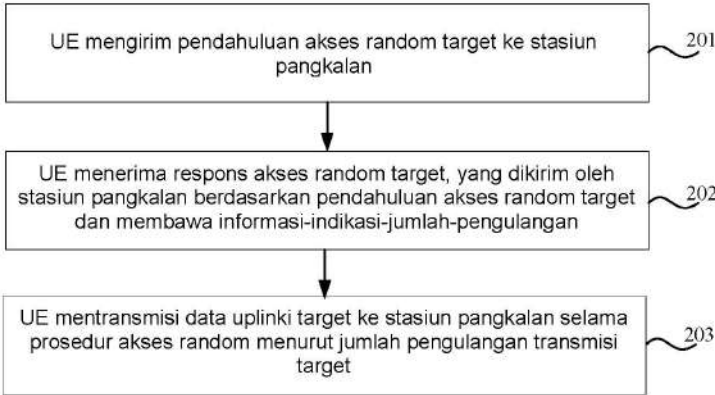 UE mengirim pendahuluan akses random target ke stasiun
pangkalan
201
UE menerima respons akses random target, yang dikirim oleh
stasiun pangkalan berdasarkan pendahuluan akses random target
dan membawa informasi-indikasi-jumlah-pengulangan
202
UE mentransmisi data uplinki target ke stasiun pangkalan selama
prosedur akses random menurut jumlah pengulangan transmisi
target
203